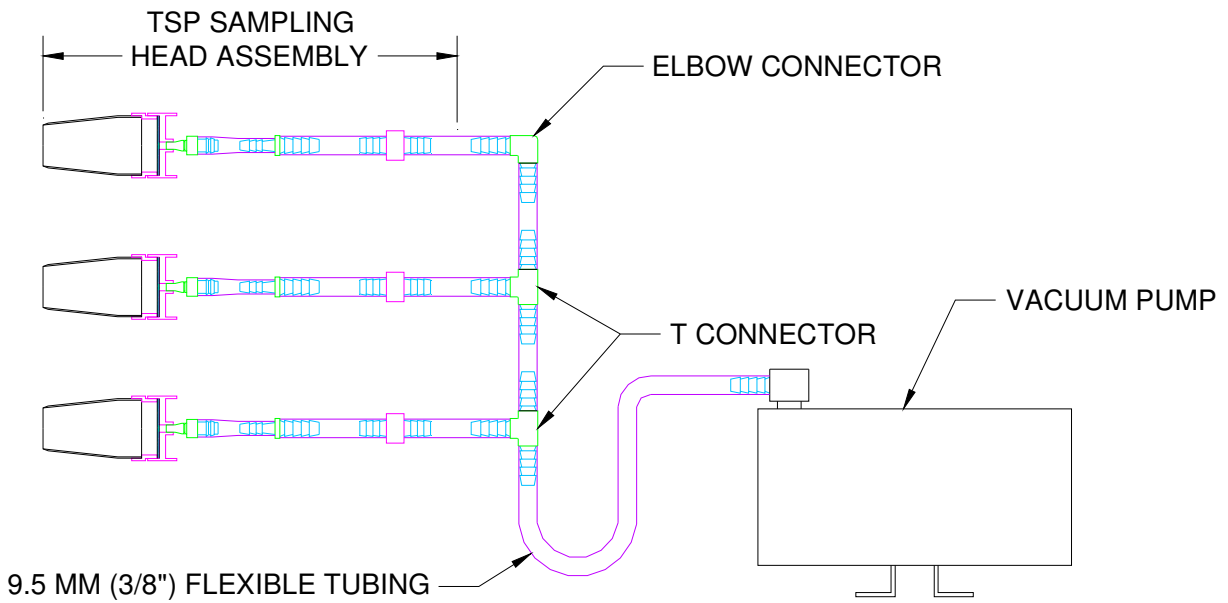 TSP SAMPLING
HEAD ASSEMBLY
ELBOW CONNECTOR
VACUUM PUMP
T CONNECTOR
9.5 MM (3/8") FLEXIBLE TUBING